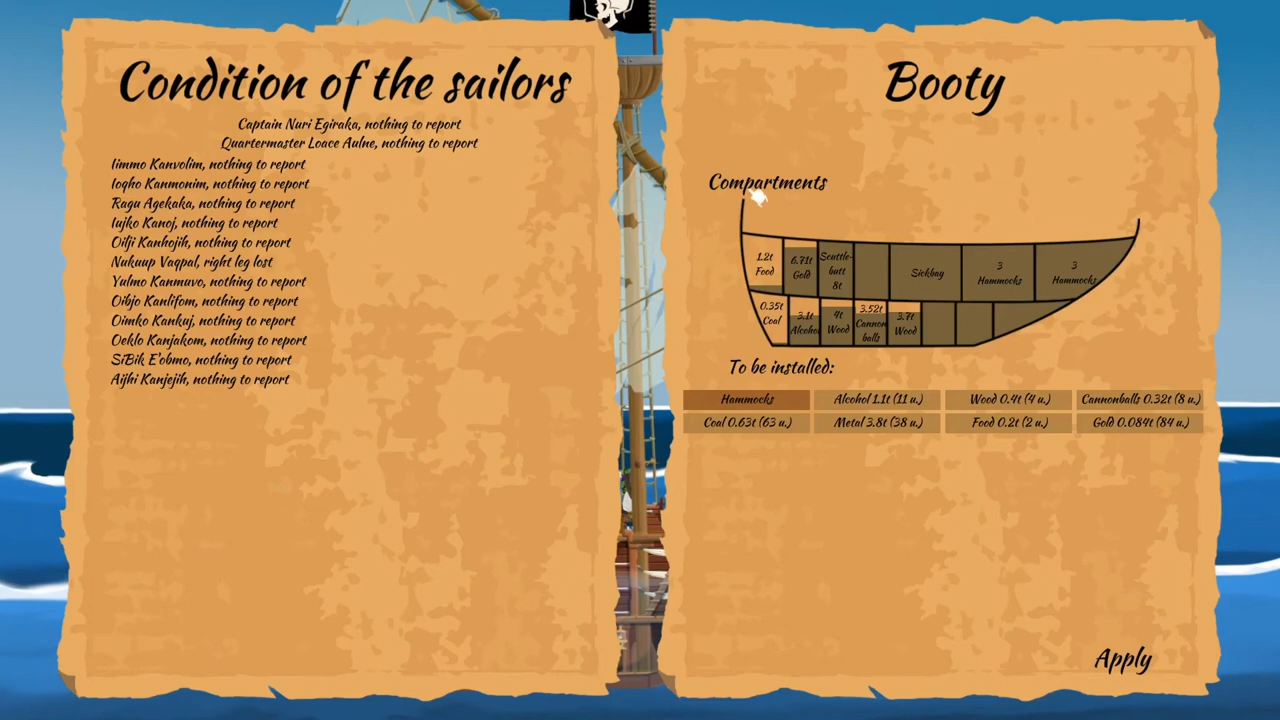 Condition of the sailors
Captain Nuri Egiraka, nothing to report
Quartermaster Loace Aulne, nothing to report
Iimmo Kanvolim, nothing to report
Ioqho Kanmonim, nothing to report
Ragu Agekaka, nothing to report
Iujko Kanoj, nothing to report
Oilji Kanhojih, nothing to report
Nukuup Vaqpal, right leg lost
Yulmo Kanmuvo, nothing to report
Oibjo Kanlifom, nothing to report
Oimko Kankuj, nothing to report
Oeklo Kanjakom, nothing to report
SiBik E'obmo, nothing to report
Aijhi Kanjejih, nothing to report
Booty
Compartments
1.2t
Food
6.71t
Gold
Scuttle-
butt
8t
Sickbay
3
Hammocks
3
Hammocks
0.35t
Coal
3.1t
Alcohol
4t
Wood
3.52t
Cannon
balls
3.7t
Wood
To be installed:
Hammocks
Alcohol 1.1t (11 u.)
Wood 0.4t (4 u.)
Cannonballs 0.32t (8 u.)
Coal 0.63t (63 u.)
Metal 3.8t (38 u.)
Food 0.2t (2 u.)
Gold 0.084t (84 u.)
Apply